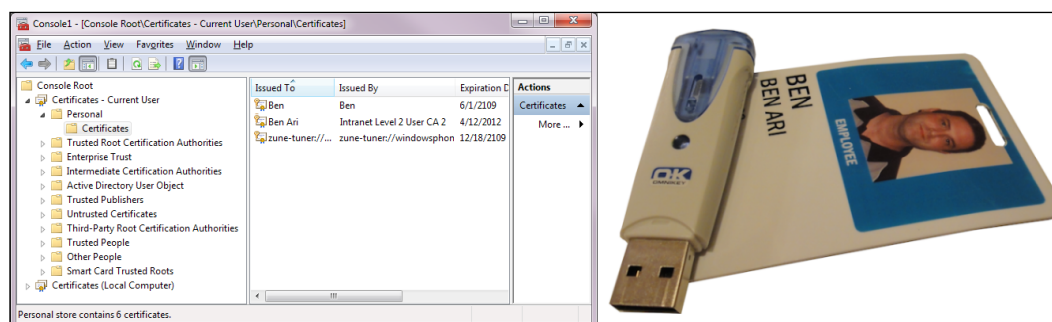 Console1 - [Console Root\Certificates - Current User\Personal\Certificates]
File Action View Favorites Window Help
Console Root
Certificates - Current User
Personal
Certificates
Trusted Root Certification Authorities
Enterprise Trust
Intermediate Certification Authorities
Active Directory User Object
Trusted Publishers
Untrusted Certificates
Third-Party Root Certification Authorities
Trusted People
Other People
Smart Card Trusted Roots
Certificates (Local Computer)
Issued To Issued By Expiration D
Ben Ben 6/1/2109
Ben Ari Intranet Level 2 User CA 2 4/12/2012
zune-tuner://... zune-tuner://windowsphon 12/18/2109
Actions
Certificates
More ...
Personal store contains 6 certificates.
BEN
BEN ARI
EMPLOYEE
OK
OMNIKEY